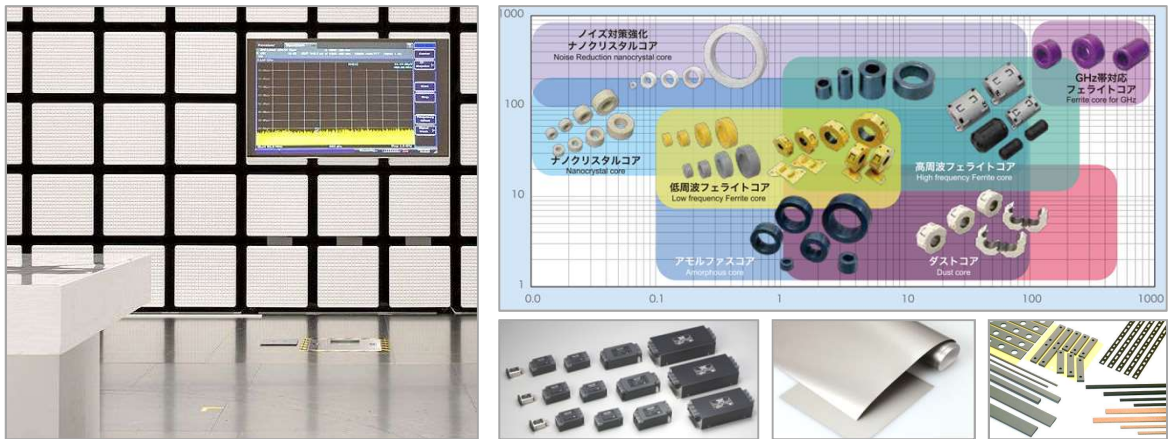 1000
100
10
1
0.0
0.1
1
10
100
1000
ノイズ対策強化
ナノクリスタルコア
Noise Reduction nanocrystal core
GHz帯対応
フェライトコア
Ferrite core for GHz
ナノクリスタルコア
Nanocrystal core
低周波フェライトコア
Low frequency Ferrite core
高周波フェライトコア
High frequency Ferrite core
アモルファスコア
Amorphous core
ダストコア
Dust core